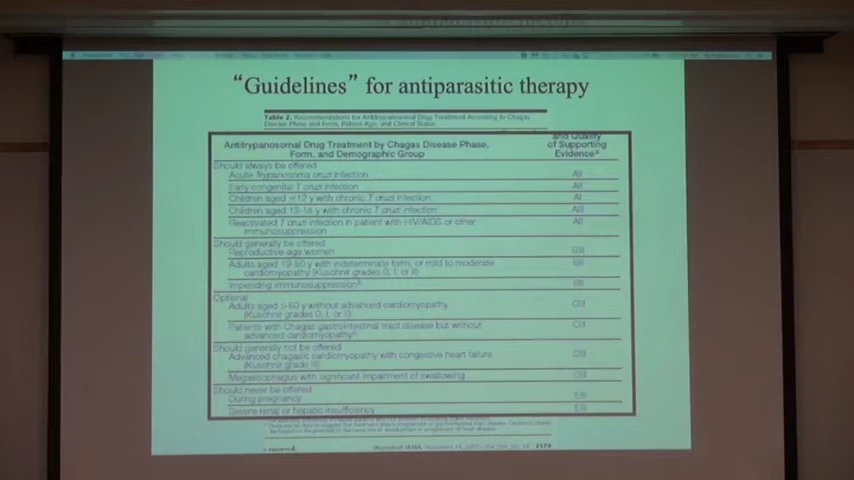 “Guidelines” for antiparasitic therapy
Table 2. Recommendations for Antitrypanosomal Drug Treatment According to Chagas
Disease Phase and Form, Patient Age, and Clinical Status
Antitrypanosomal Drug Treatment by Chagas Disease Phase,
Form, and Demographic Group
and Quality
of Supporting
Evidence
Should always be offered
Acute Trypanosoma cruzi infection AII
Early congenital T cruzi infection AII
Children aged ≤12 y with chronic T cruzi infection AI
Children aged 13-18 y with chronic T cruzi infection AIII
Reactivated T cruzi infection in patient with HIV/AIDS or other AII
immunosuppression
Should generally be offered
Reproductive age women BIII
Adults aged 19-50 y with indeterminate form, or mild to moderate BII
cardiomyopathy (Kuschnir grades 0, I, or II)
Impending immunosuppression BII
Optional
Adults aged >50 y without advanced cardiomyopathy CIII
(Kuschnir grades 0, I, or II)
Patients with Chagas gastrointestinal tract disease but without CIII
advanced cardiomyopathy
Should generally not be offered
Advanced chagasic cardiomyopathy with congestive heart failure DIII
(Kuschnir grade III)
Megaesophagus with significant impairment of swallowing DIII
Should never be offered
During pregnancy EIII
Severe renal or hepatic insufficiency EIII
JAMA, November 14, 2007